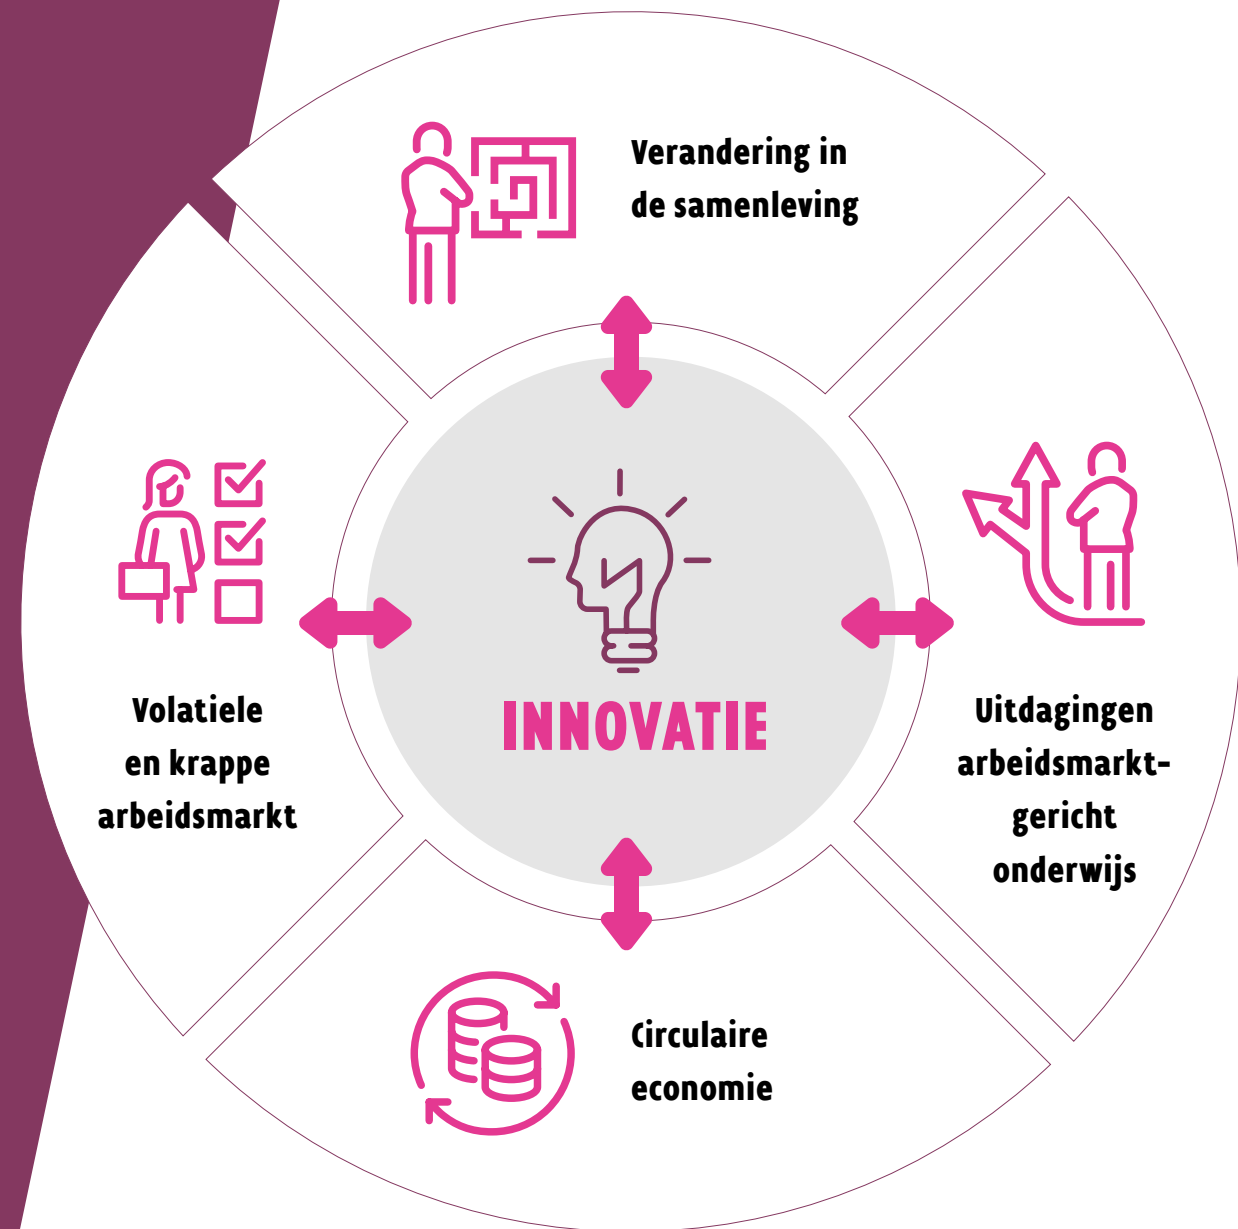 Verandering in
de samenleving
Volatiele
en krappe
arbeidsmarkt
INNOVATIE
Uitdagingen
arbeidsmarkt-
gericht
onderwijs
Circulaire
economie